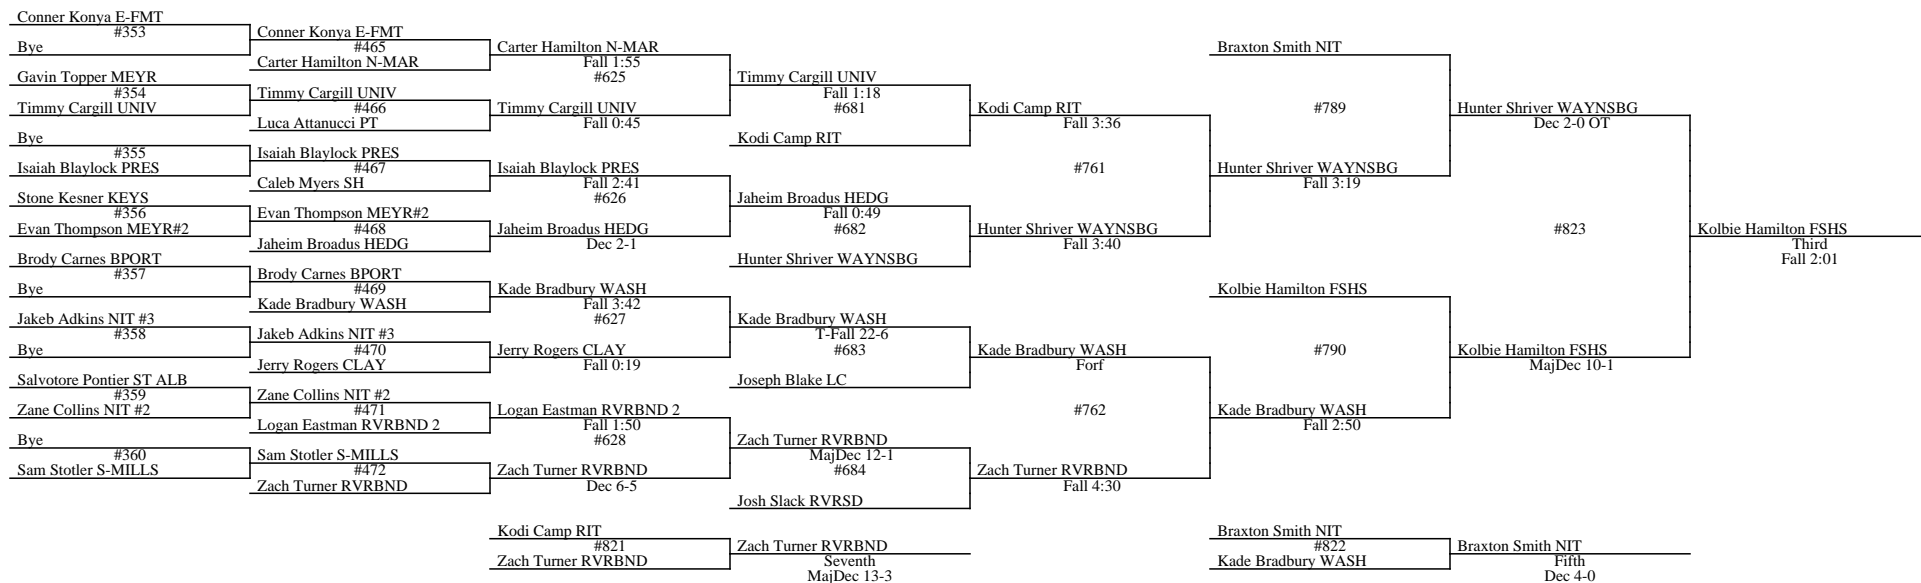 Conner Konya E-FMT
#353
Bye
Gavin Topper MEYR
#354
Timmy Cargill UNIV
Bye
#355
Isaiah Blaylock PRES
Stone Kesner KEYS
#356
Evan Thompson MEYR#2
Brody Carnes BPORT
#357
Bye
Jakeb Adkins NIT #3
#358
Bye
Salvotore Pontier ST ALB
#359
Zane Collins NIT #2
Bye
#360
Sam Stotler S-MILLS
Conner Konya E-FMT
#465
Carter Hamilton N-MAR
Timmy Cargill UNIV
#466
Luca Attanucci PT
Isaiah Blaylock PRES
#467
Caleb Myers SH
Evan Thompson MEYR#2
#468
Jaheim Broadus HEDG
Brody Carnes BPORT
#469
Kade Bradbury WASH
Jakeb Adkins NIT #3
#470
Jerry Rogers CLAY
Zane Collins NIT #2
#471
Logan Eastman RVRBND 2
Sam Stotler S-MILLS
#472
Zach Turner RVRBND
Carter Hamilton N-MAR
Fall 1:55
#625
Timmy Cargill UNIV
Fall 0:45
Isaiah Blaylock PRES
Fall 2:41
#626
Jaheim Broadus HEDG
Dec 2-1
Kade Bradbury WASH
Fall 3:42
#627
Jerry Rogers CLAY
Fall 0:19
Logan Eastman RVRBND 2
Fall 1:50
#628
Zach Turner RVRBND
Dec 6-5
Timmy Cargill UNIV
Fall 1:18
#681
Kodi Camp RIT
Jaheim Broadus HEDG
Fall 0:49
#682
Hunter Shriver WAYNSBG
Kade Bradbury WASH
T-Fall 22-6
#683
Joseph Blake LC
Zach Turner RVRBND
MajDec 12-1
#684
Josh Slack RVRSD
Kodi Camp RIT
Fall 3:36
#761
Hunter Shriver WAYNSBG
Fall 3:40
Kade Bradbury WASH
Forf
#762
Zach Turner RVRBND
Fall 4:30
Braxton Smith NIT
#789
Hunter Shriver WAYNSBG
Fall 3:19
Kolbie Hamilton FSHS
#790
Kade Bradbury WASH
Fall 2:50
Hunter Shriver WAYNSBG
Dec 2-0 OT
#823
Kolbie Hamilton FSHS
MajDec 10-1
Kolbie Hamilton FSHS
Third
Fall 2:01
Kodi Camp RIT
#821
Zach Turner RVRBND
Zach Turner RVRBND
Seventh
MajDec 13-3
Braxton Smith NIT
#822
Kade Bradbury WASH
Braxton Smith NIT
Fifth
Dec 4-0